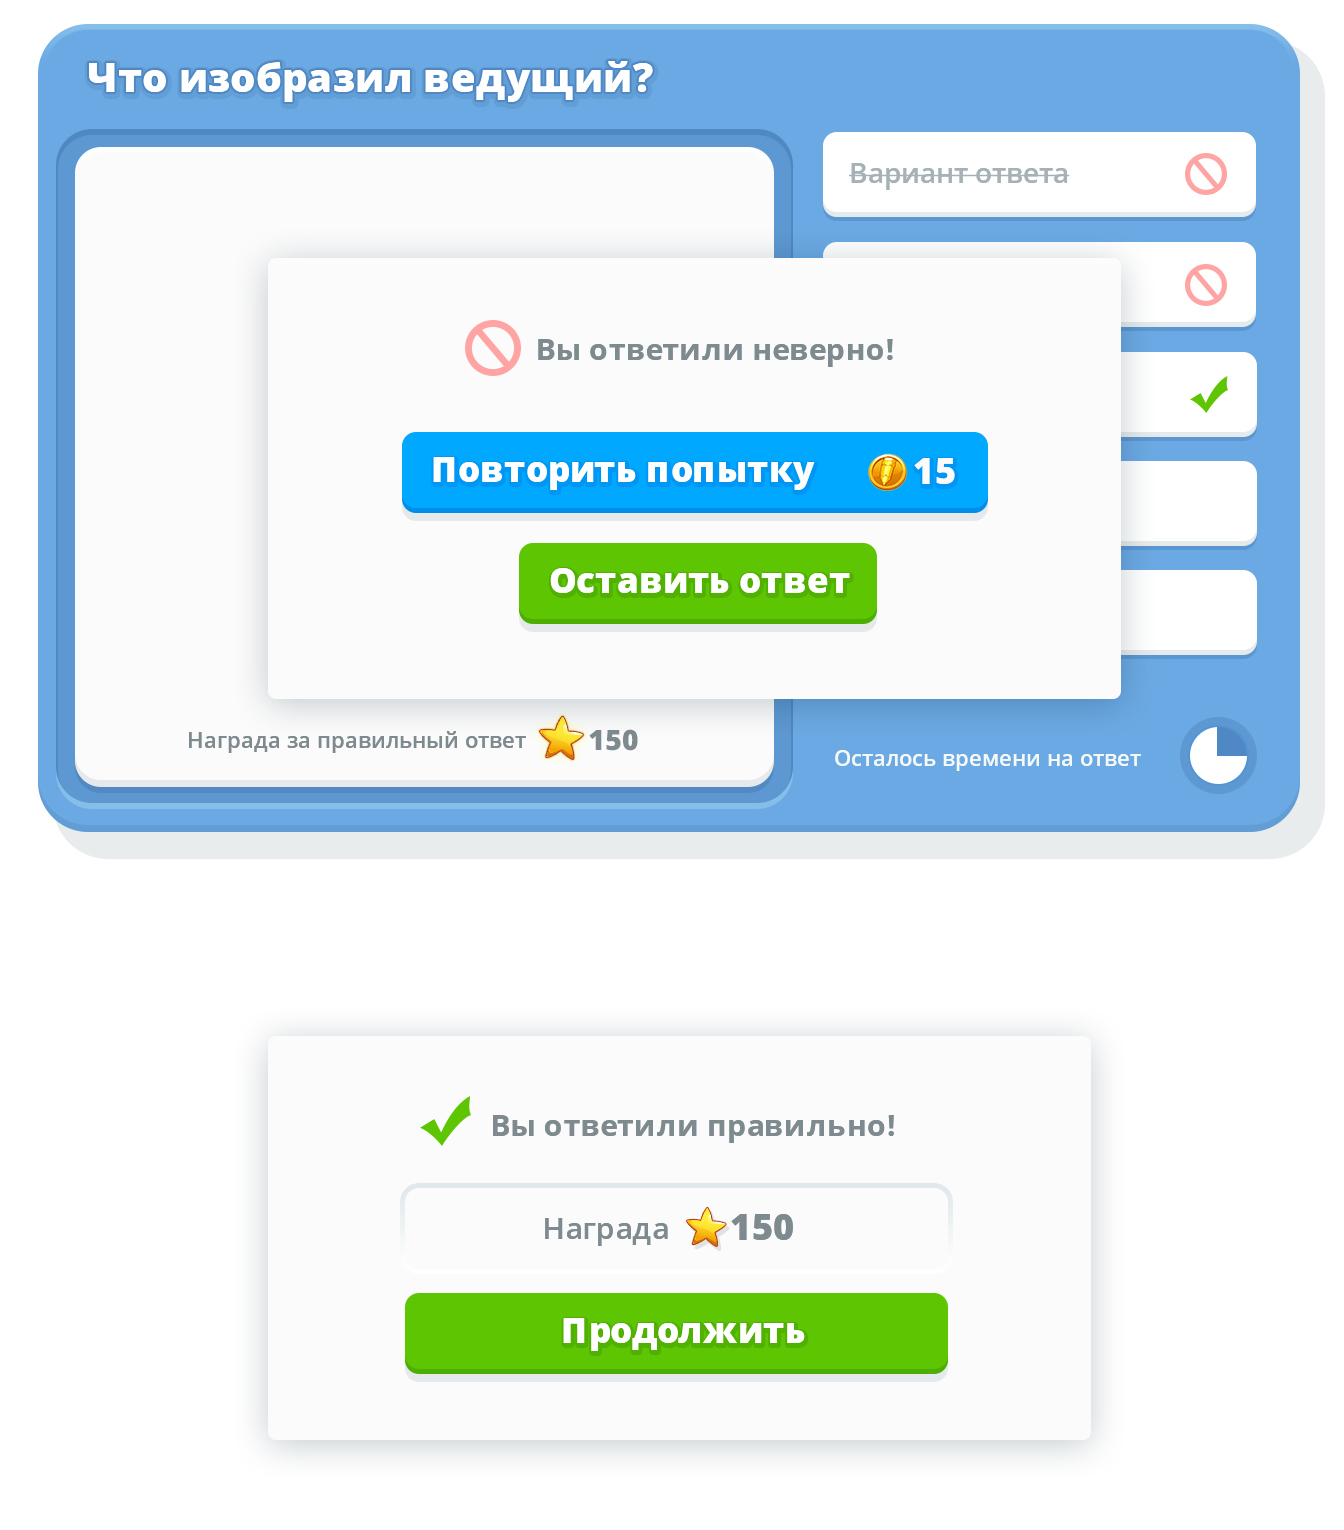 Что изобразил ведущий?
Вариант ответа
Вы ответили неверно!
Повторить попытку 15
Оставить ответ
Награда за правильный ответ 150
Осталось времени на ответ
Вы ответили правильно!
Награда 150
Продолжить